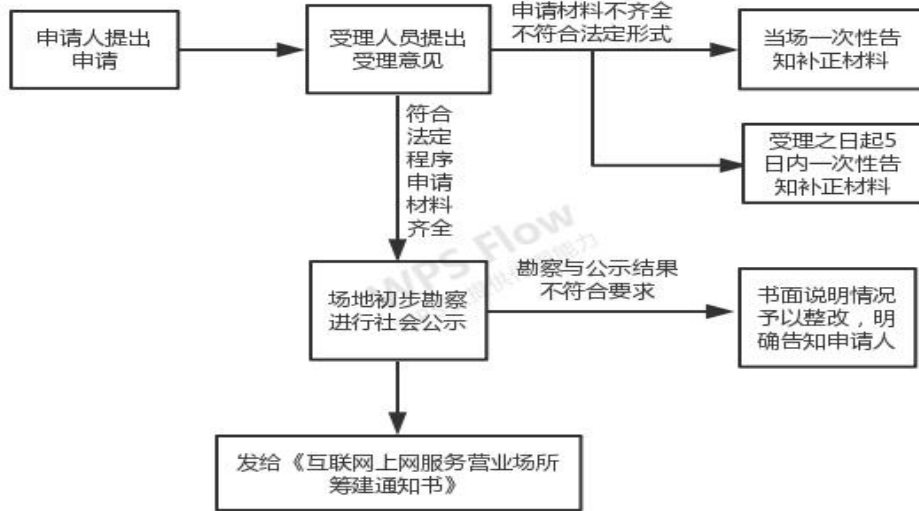 申请人提出
申请
受理人员提出
受理意见
申请材料不齐全
不符合法定形式
当场一次性告
知补正材料
受理之日起5
日内一次性告
知补正材料
符合
法定
程序
申请
材料
齐全
WPS Flow
场地初步勘察
进行社会公示
勘察与公示结果
不符合要求
书面说明情况
予以整改，明
确告知申请人
发给《互联网上网服务营业场所
筹建通知书》